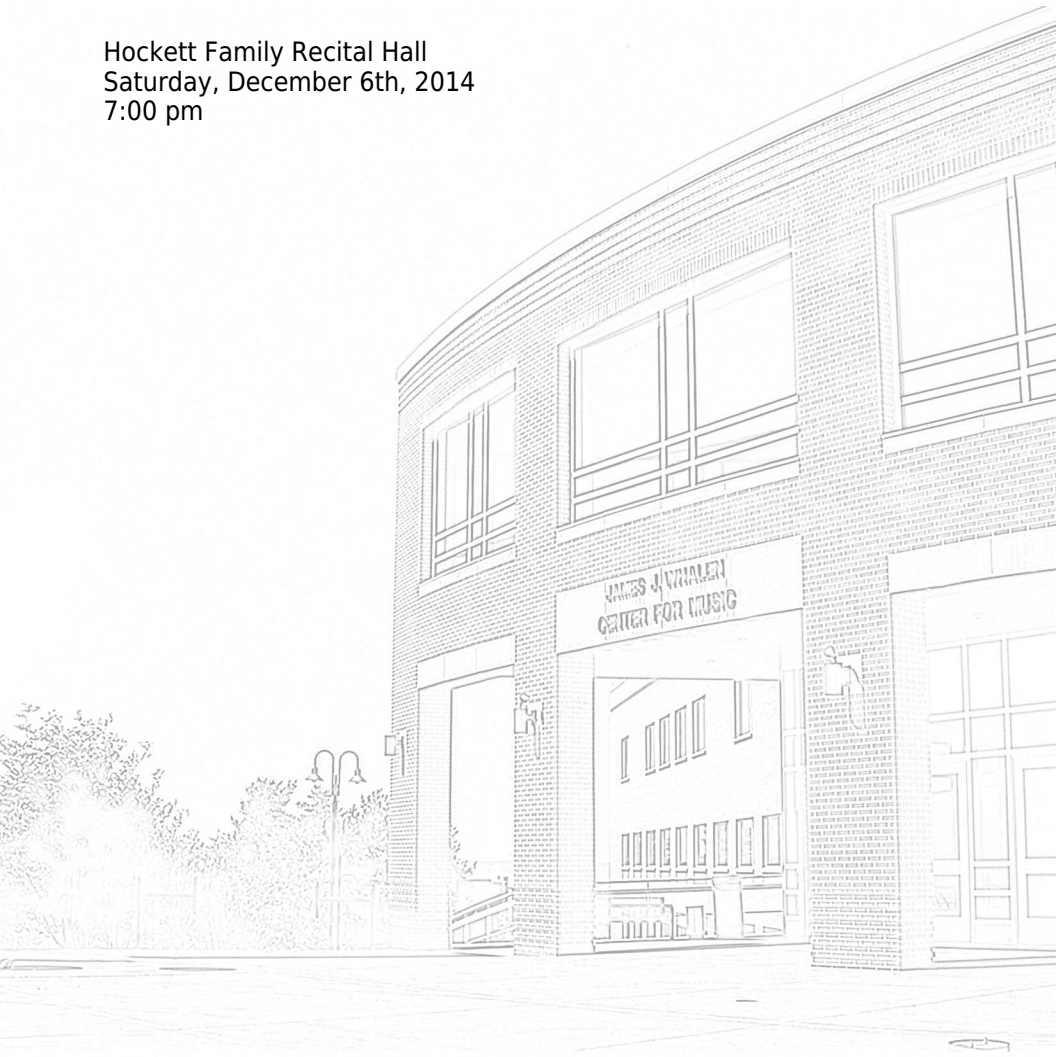 Hockett Family Recital Hall
Saturday, December 6th, 2014
7:00 pm
JAMES J. WHALEN
CENTER FOR MUSIC